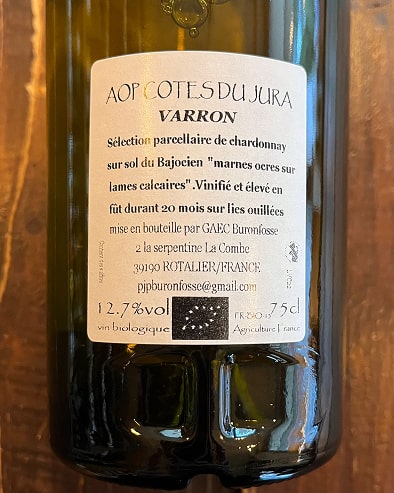 AOP COTES DU JURA
VARRON
Sélection parcellaire de chardonnay
sur sol du Bajocien "marnes ocres sur
lames calcaires".Vinifié et élevé en
fût durant 20 mois sur lies ouillées
mise en bouteille par GAEC Buronfosse
2 la serpentine La Combe
39190 ROTALIER/FRANCE
pjpburonfosse@gmail.com
12.7%vol 75cl
vin biologique Agriculture France